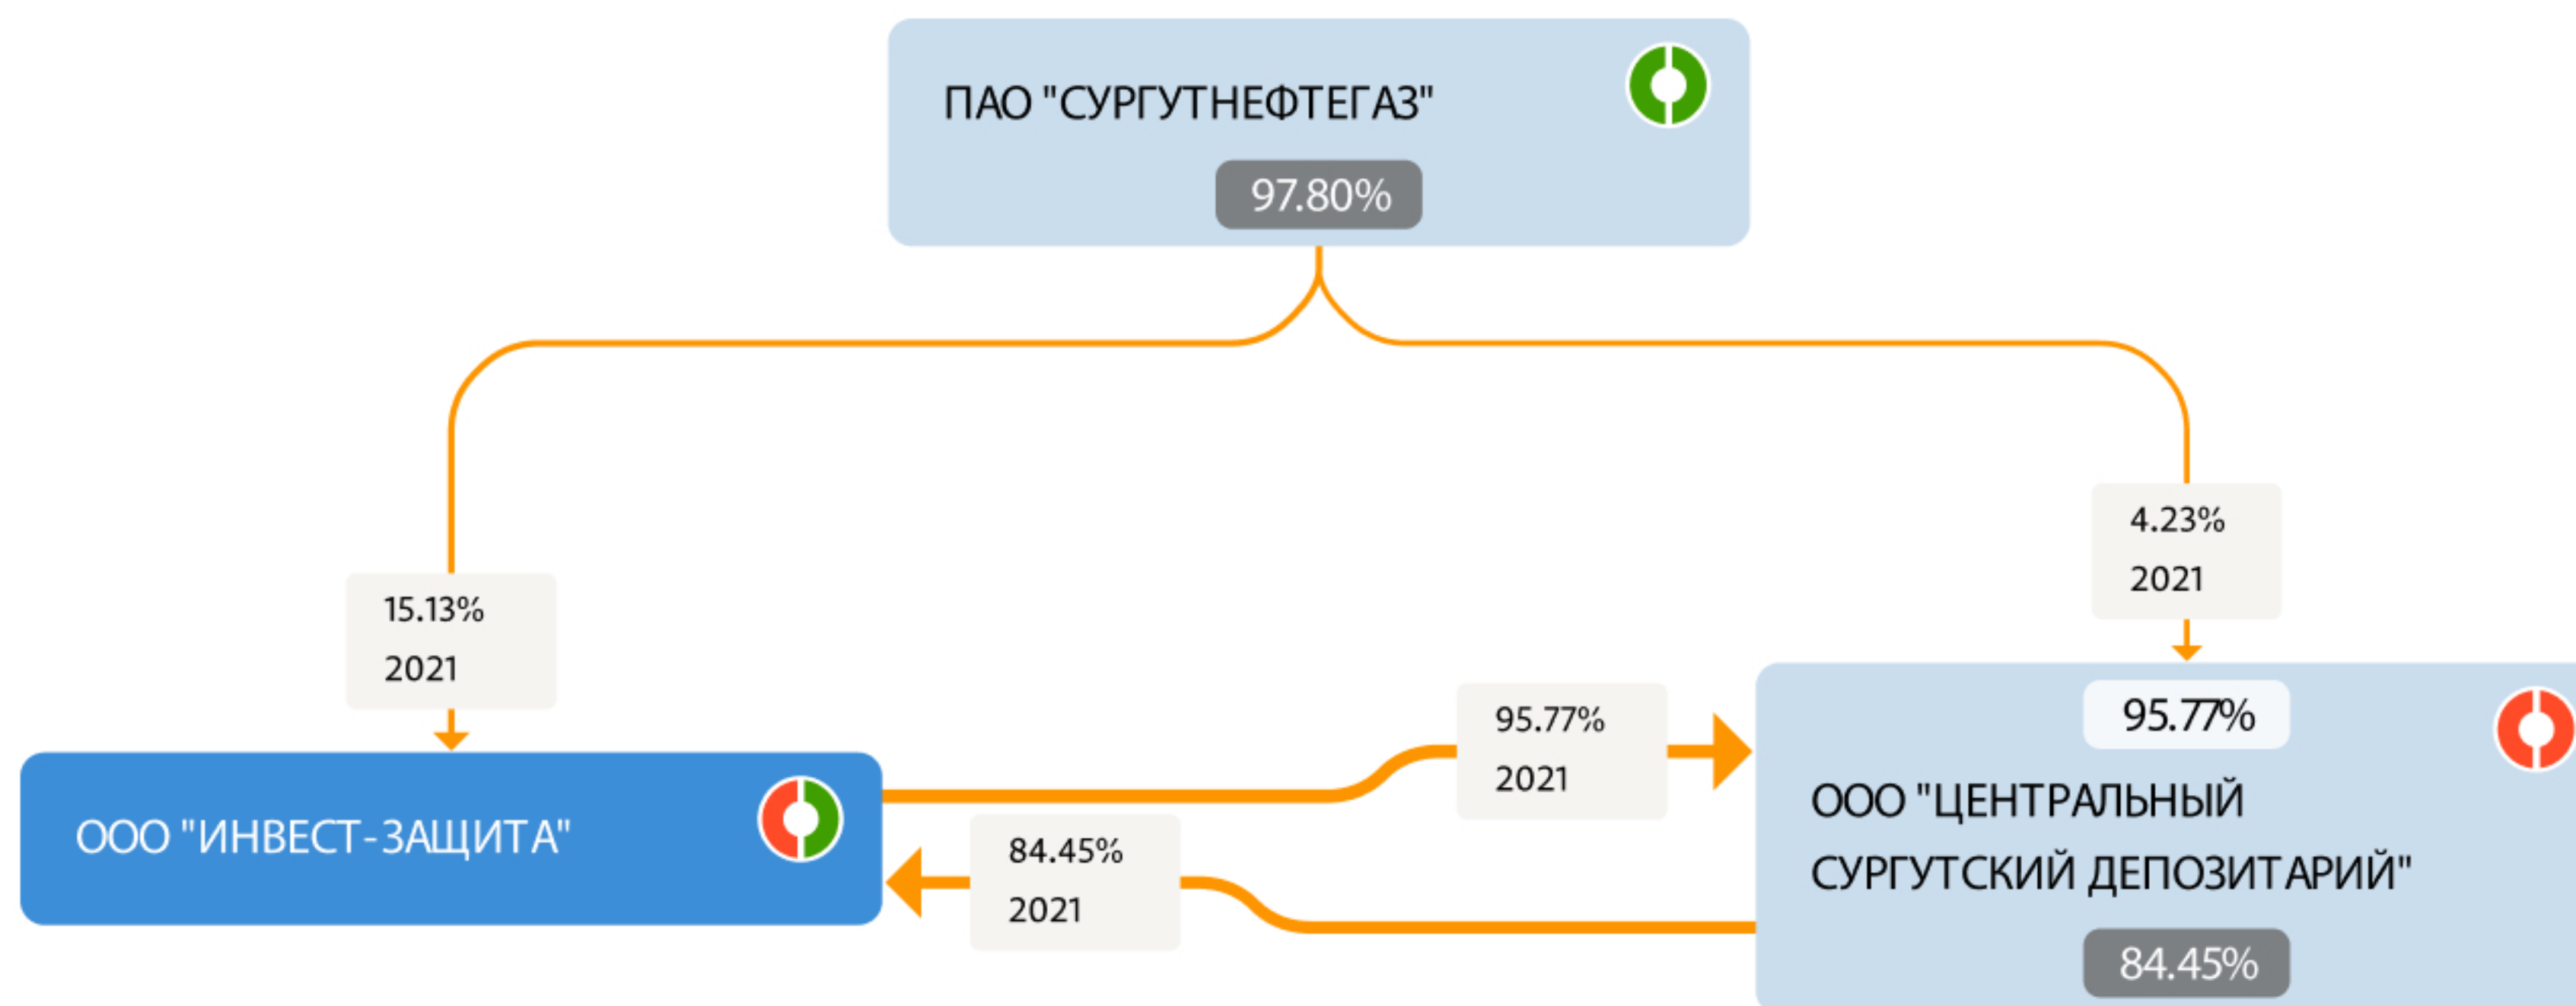 ПАО "СУРГУТНЕФТЕГАЗ"
97.80%
4.23%
2021
15.13%
2021
95.77%
2021
95.77%
ООО "ИНВЕСТ-ЗАЩИТА"
84.45%
2021
ООО "ЦЕНТРАЛЬНЫЙ
СУРГУТСКИЙ ДЕПОЗИТАРИЙ"
84.45%